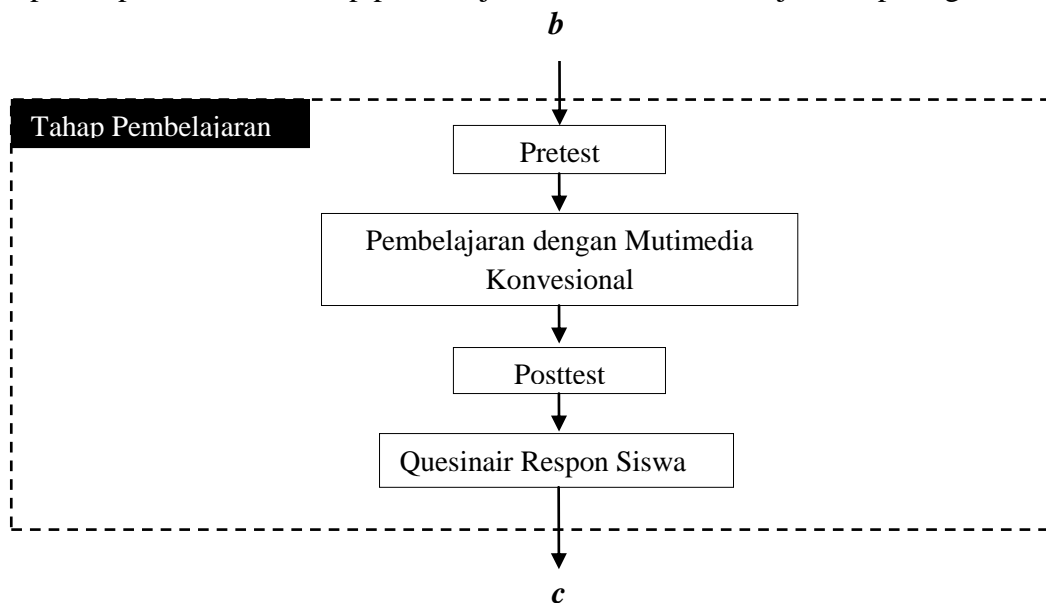 b
Tahap Pembelajaran
Pretest
Pembelajaran dengan Mutimedia
Konvesional
Posttest
Quesinair Respon Siswa
c